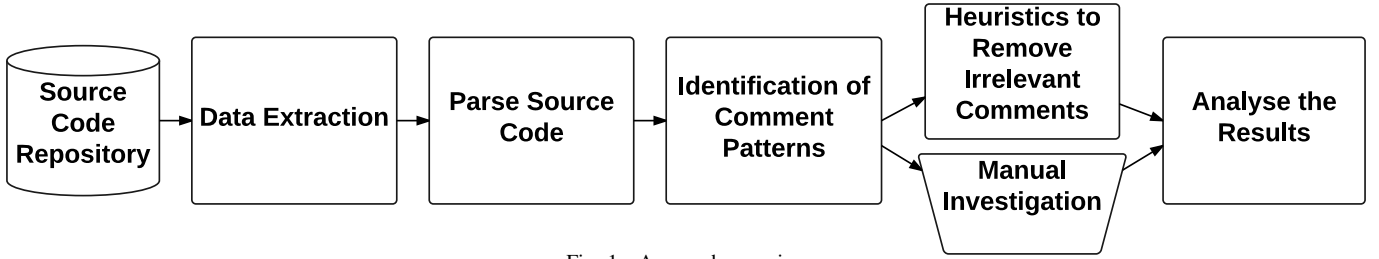 Source
Code
Repository
Data Extraction
Parse Source
Code
Identification of
Comment
Patterns
Heuristics to
Remove
Irrelevant
Comments
Manual
Investigation
Analyse the
Results